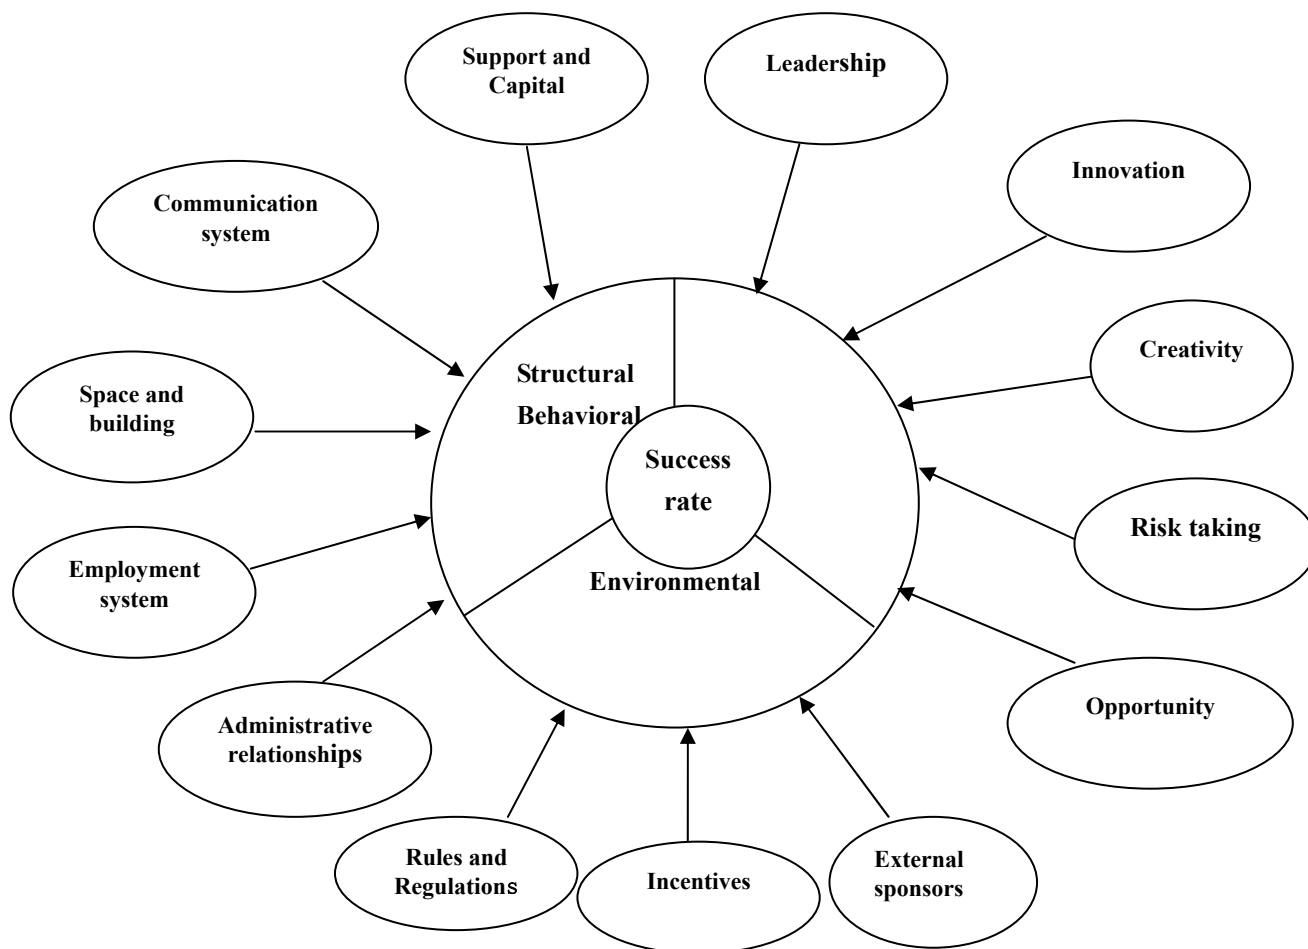 Support and
Capital
Leadership
Innovation
Communication
system
Creativity
Structural
Behavioral
Space and
building
Success
rate
Risk taking
Employment
system
Environmental
Opportunity
Administrative
relationships
Rules and
Regulations
Incentives
External
sponsors